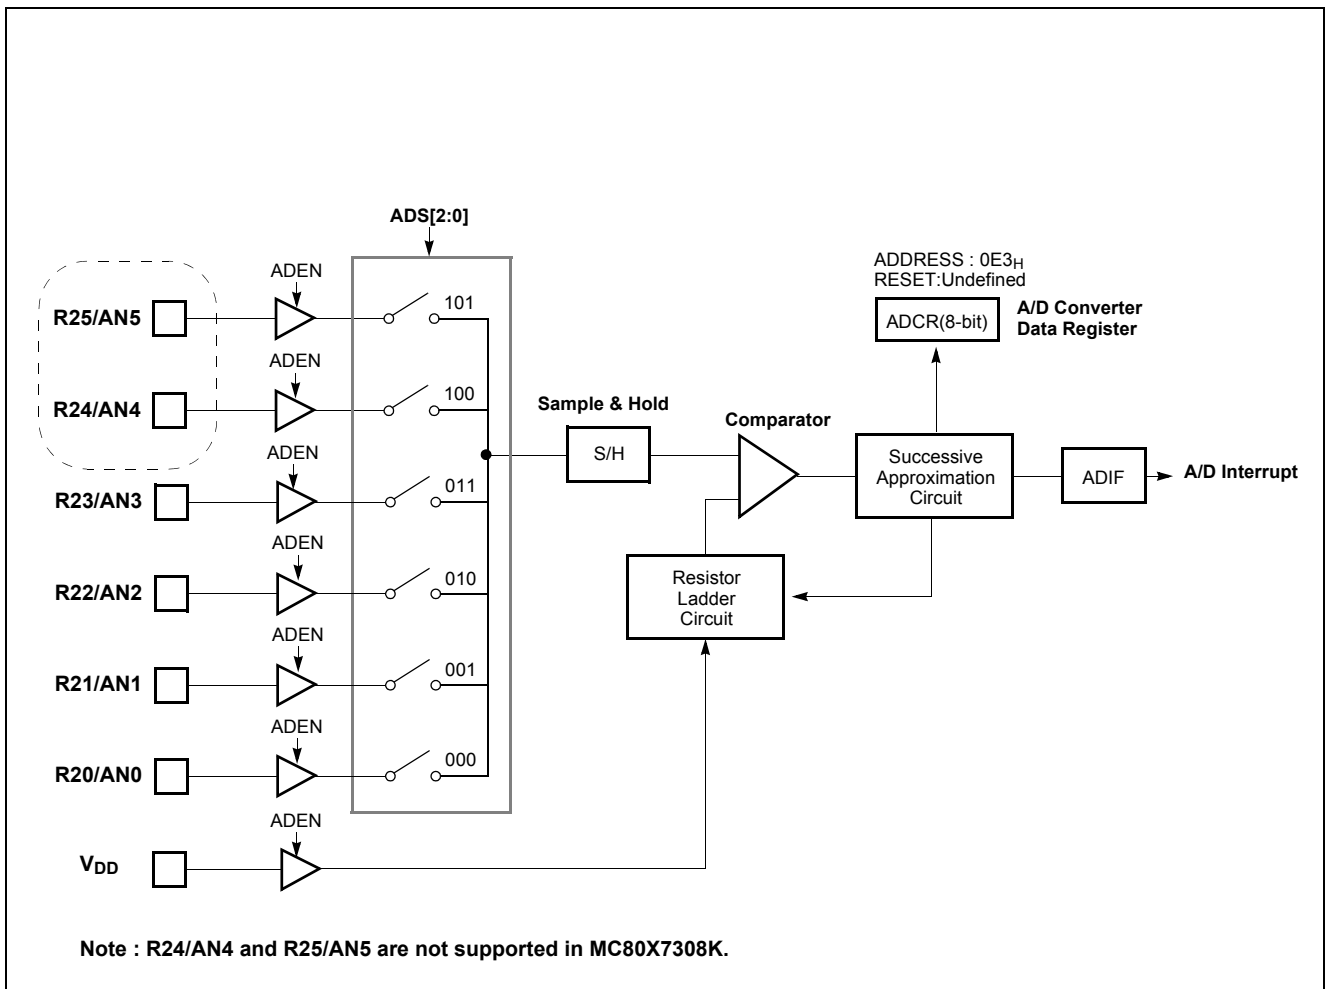 ADS[2:0]
ADDRESS : 0E3H
RESET:Undefined
ADCR(8-bit)
A/D Converter
Data Register
ADEN
R25/AN5
101
ADEN
R24/AN4
100
Sample & Hold
S/H
Comparator
Successive
Approximation
Circuit
ADIF
A/D Interrupt
ADEN
R23/AN3
011
ADEN
R22/AN2
010
Resistor
Ladder
Circuit
ADEN
R21/AN1
001
ADEN
R20/AN0
000
ADEN
VDD
Note : R24/AN4 and R25/AN5 are not supported in MC80X7308K.